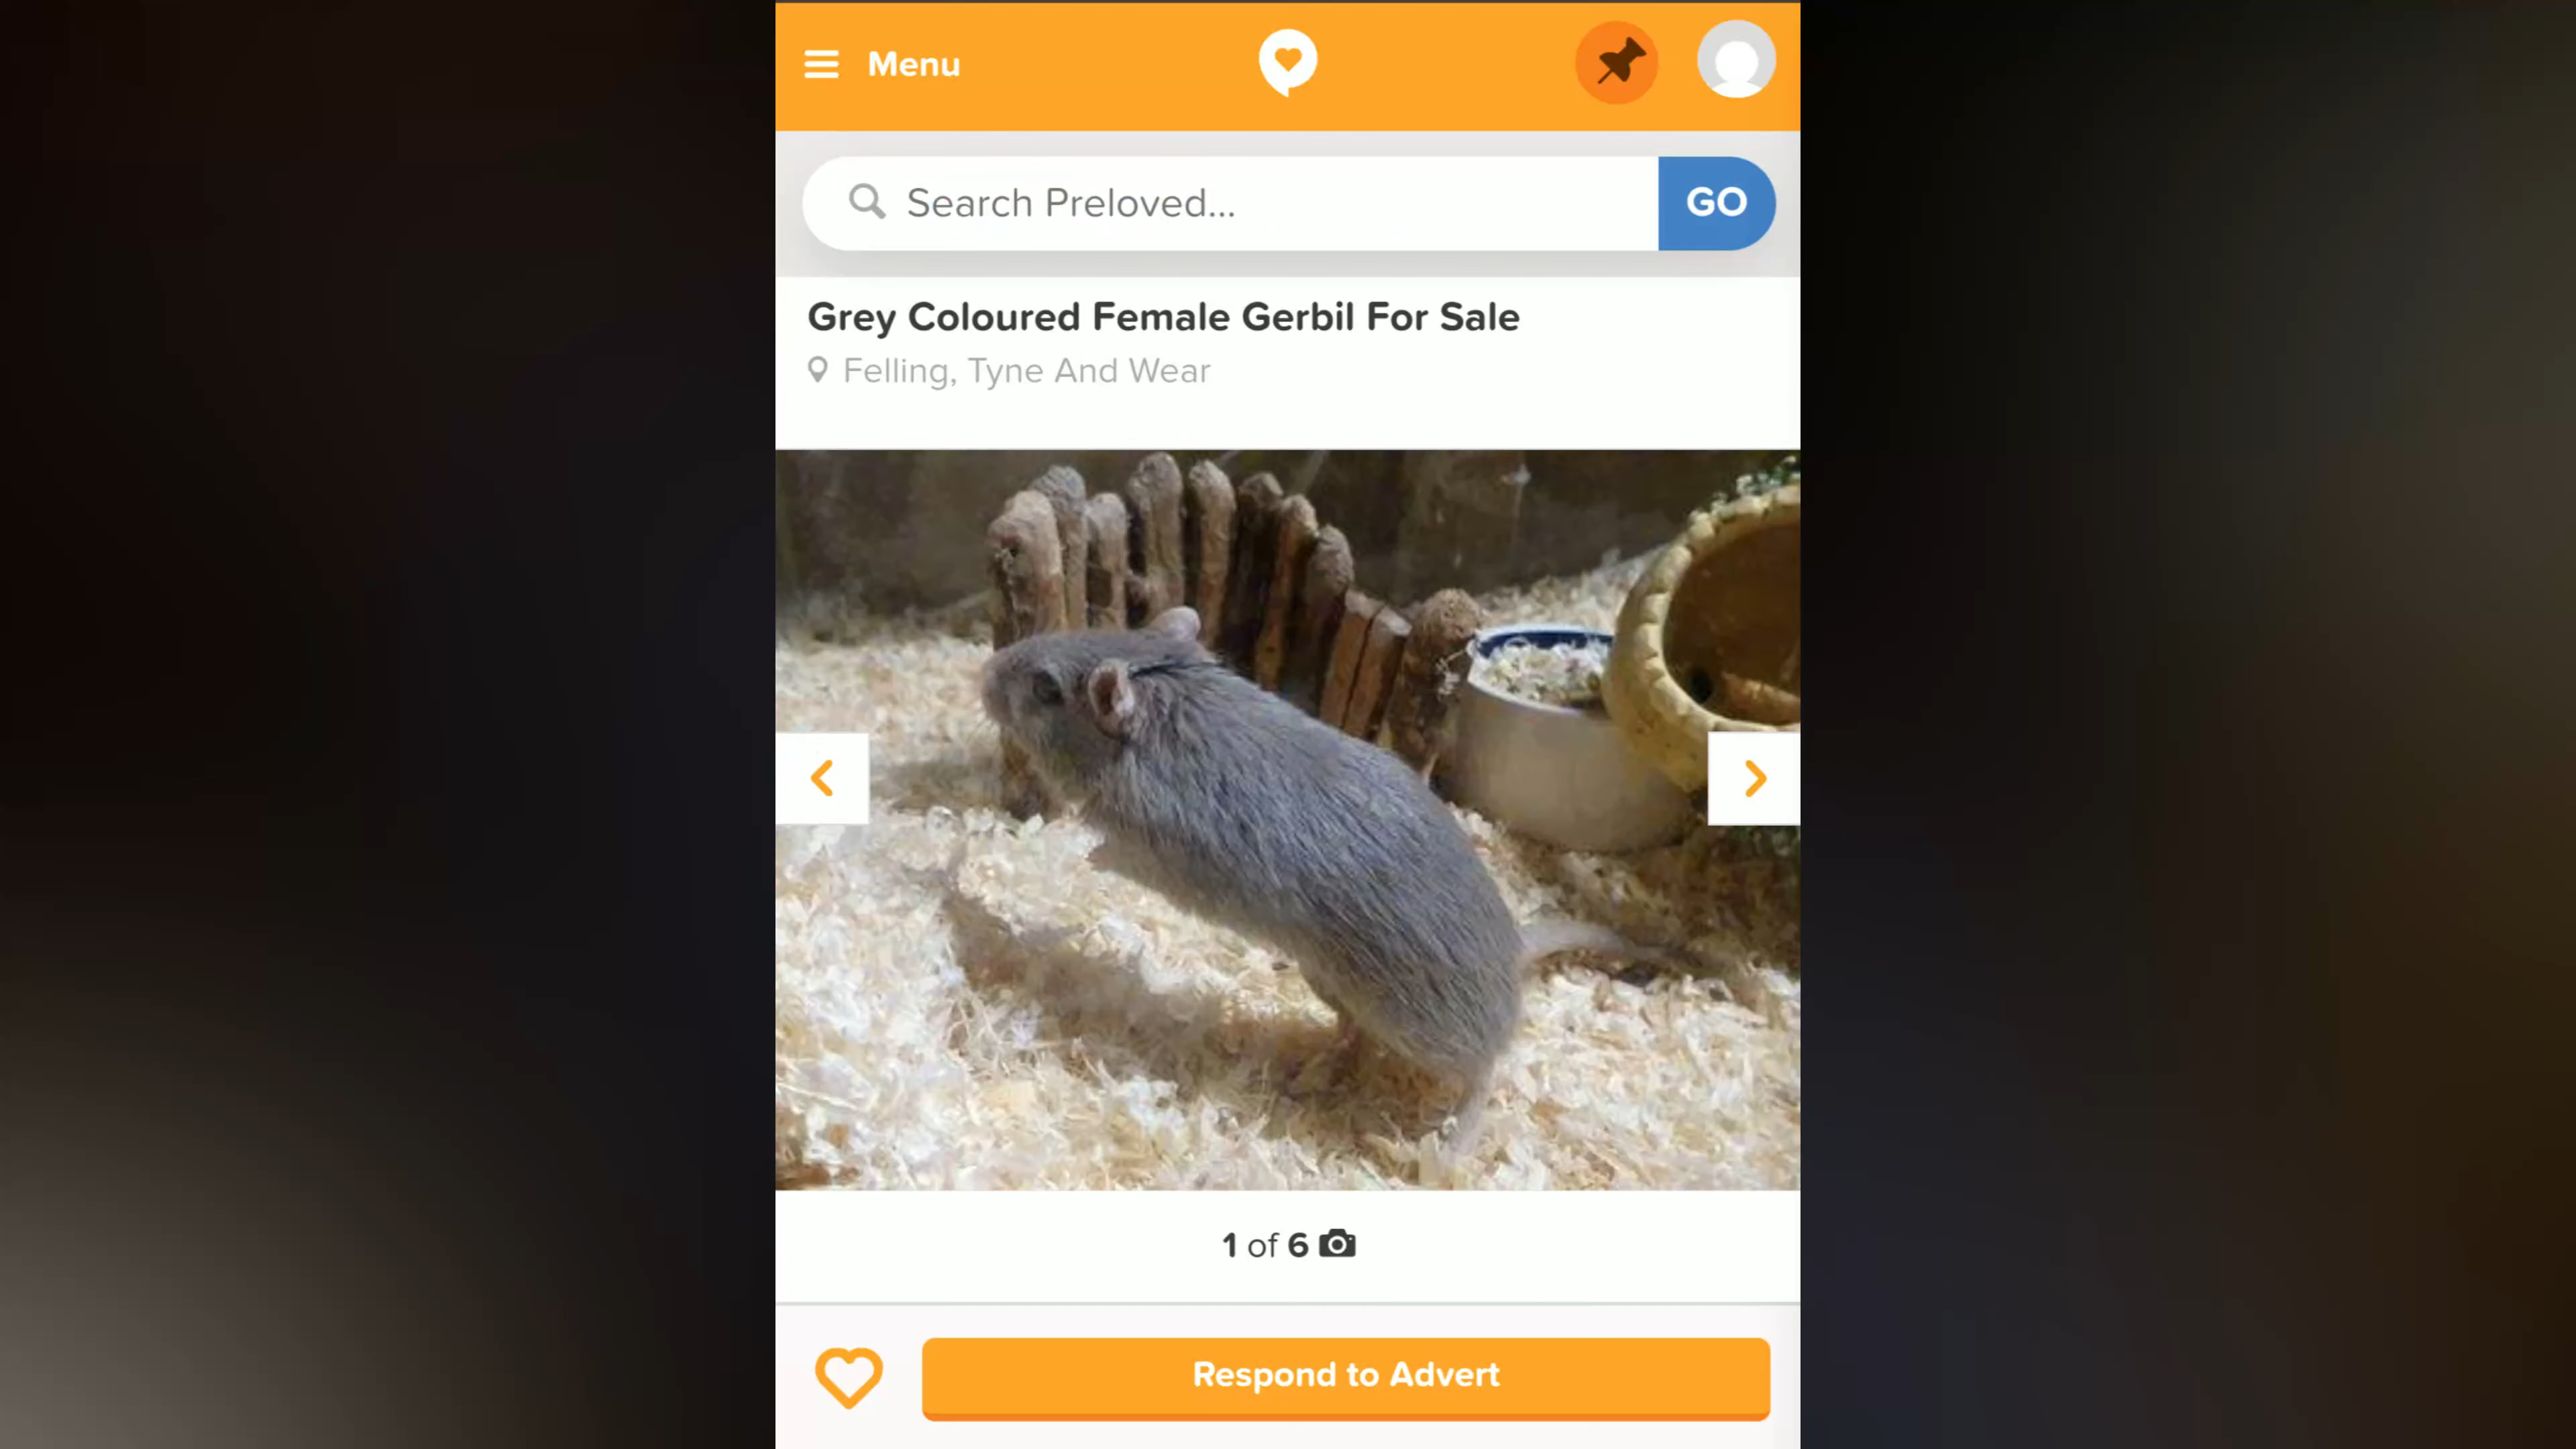 Menu
Search Preloved...
GO
Grey Coloured Female Gerbil For Sale
Felling, Tyne And Wear
1 of 6
Respond to Advert